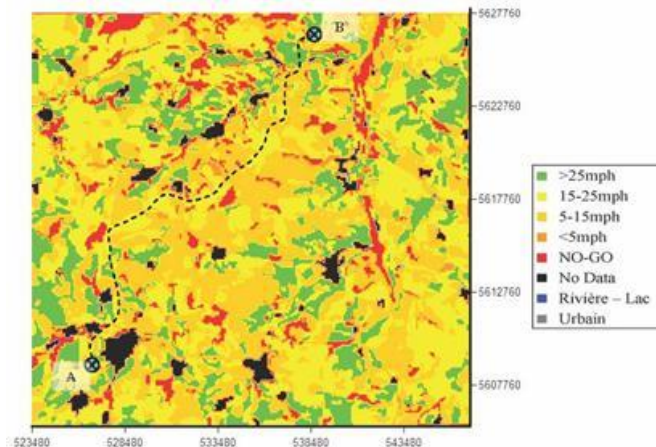 B
5627760
5622760
5617760
5612760
5607760
A
523480
528480
533480
538480
543480
>25mph
15-25mph
5-15mph
<5mph
NO-GO
No Data
Rivière – Lac
Urbain